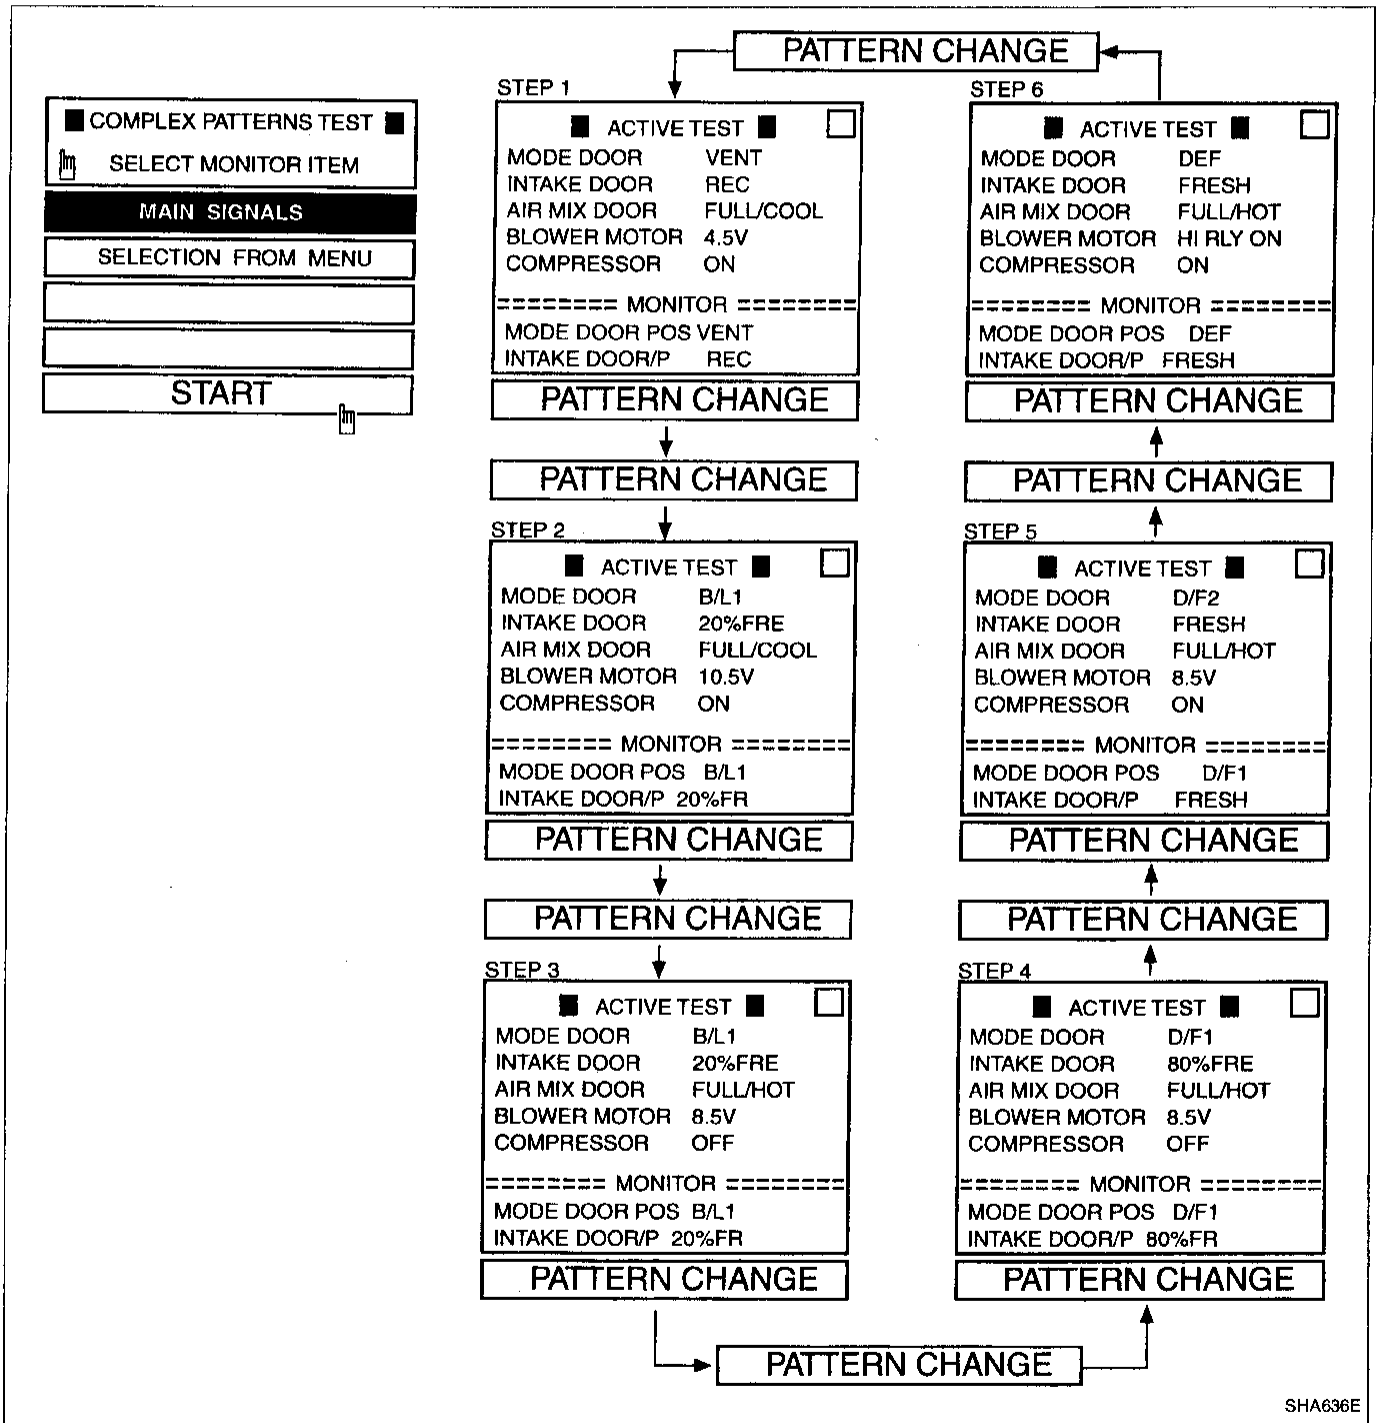 COMPLEX PATTERNS TEST
SELECT MONITOR ITEM
MAIN SIGNALS
SELECTION FROM MENU
START
PATTERN CHANGE
STEP 1
ACTIVE TEST
MODE DOOR VENT
INTAKE DOOR REC
AIR MIX DOOR FULL/COOL
BLOWER MOTOR 4.5V
COMPRESSOR ON
======== MONITOR ========
MODE DOOR POS VENT
INTAKE DOOR/P REC
PATTERN CHANGE
PATTERN CHANGE
STEP 2
ACTIVE TEST
MODE DOOR B/L1
INTAKE DOOR 20%FRE
AIR MIX DOOR FULL/COOL
BLOWER MOTOR 10.5V
COMPRESSOR ON
======== MONITOR ========
MODE DOOR POS B/L1
INTAKE DOOR/P 20%FR
PATTERN CHANGE
PATTERN CHANGE
STEP 3
ACTIVE TEST
MODE DOOR B/L1
INTAKE DOOR 20%FRE
AIR MIX DOOR FULL/HOT
BLOWER MOTOR 8.5V
COMPRESSOR OFF
======== MONITOR ========
MODE DOOR POS B/L1
INTAKE DOOR/P 20%FR
PATTERN CHANGE
PATTERN CHANGE
STEP 4
ACTIVE TEST
MODE DOOR D/F1
INTAKE DOOR 80%FRE
AIR MIX DOOR FULL/HOT
BLOWER MOTOR 8.5V
COMPRESSOR OFF
======== MONITOR ========
MODE DOOR POS D/F1
INTAKE DOOR/P 80%FR
PATTERN CHANGE
PATTERN CHANGE
STEP 5
ACTIVE TEST
MODE DOOR D/F2
INTAKE DOOR FRESH
AIR MIX DOOR FULL/HOT
BLOWER MOTOR 8.5V
COMPRESSOR ON
======== MONITOR ========
MODE DOOR POS D/F1
INTAKE DOOR/P FRESH
PATTERN CHANGE
PATTERN CHANGE
STEP 6
ACTIVE TEST
MODE DOOR DEF
INTAKE DOOR FRESH
AIR MIX DOOR FULL/HOT
BLOWER MOTOR HI RLY ON
COMPRESSOR ON
======== MONITOR ========
MODE DOOR POS DEF
INTAKE DOOR/P FRESH
PATTERN CHANGE
SHA636E